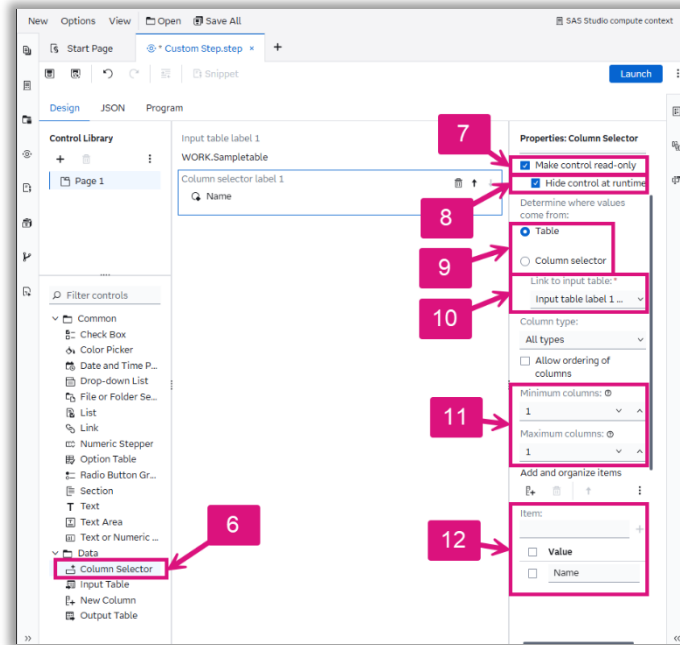 New Options View Open Save All SAS Studio compute context
Start Page * Custom Step.step × +
Snippet Launch
Design JSON Program
Control Library
Page 1
Filter controls
Common
Check Box
Color Picker
Date and Time P...
Drop-down List
File or Folder Se...
List
Link
Numeric Stepper
Option Table
Radio Button Gr...
Section
Text
Text Area
Text or Numeric ...
Data
Column Selector
Input Table
New Column
Output Table
6
Input table label 1
WORK.Sampletable
Column selector label 1
Name
7
8
9
10
11
12
Properties: Column Selector
Make control read-only
Hide control at runtime
Determine where values
come from:
Table
Column selector
Link to input table: *
Input table label 1 ...
Column type:
All types
Allow ordering of
columns
Minimum columns:
1
Maximum columns:
1
Add and organize items
Item:
Value
Name